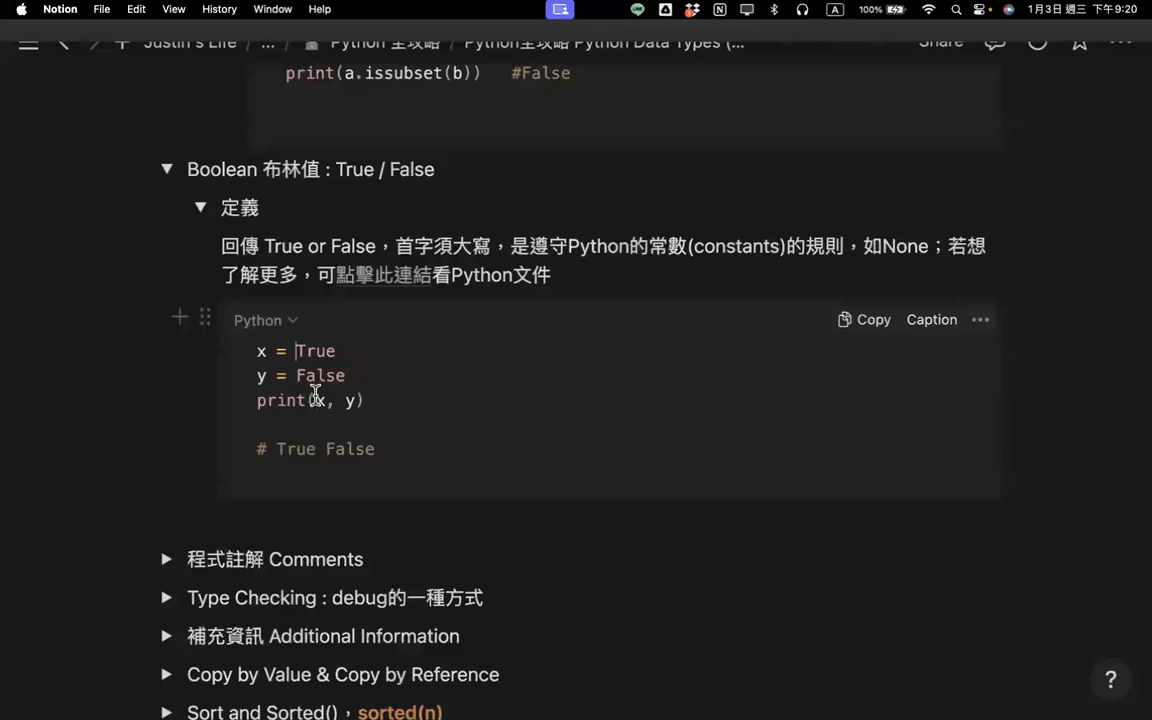 Notion File Edit View History Window Help A 100% 1月3日 週三 下午9:20
Justin's Life / ... / Python 全攻略 / Python全攻略 Python Data Types (... Share
print(a.issubset(b)) #False
Boolean 布林值 : True / False
定義
回傳 True or False，首字須大寫，是遵守Python的常數(constants)的規則，如None；若想
了解更多，可點擊此連結看Python文件
Python Copy Caption
x = True
y = False
print(x, y)
# True False
程式註解 Comments
Type Checking : debug的一種方式
補充資訊 Additional Information
Copy by Value & Copy by Reference
Sort and Sorted()，sorted(n)
?